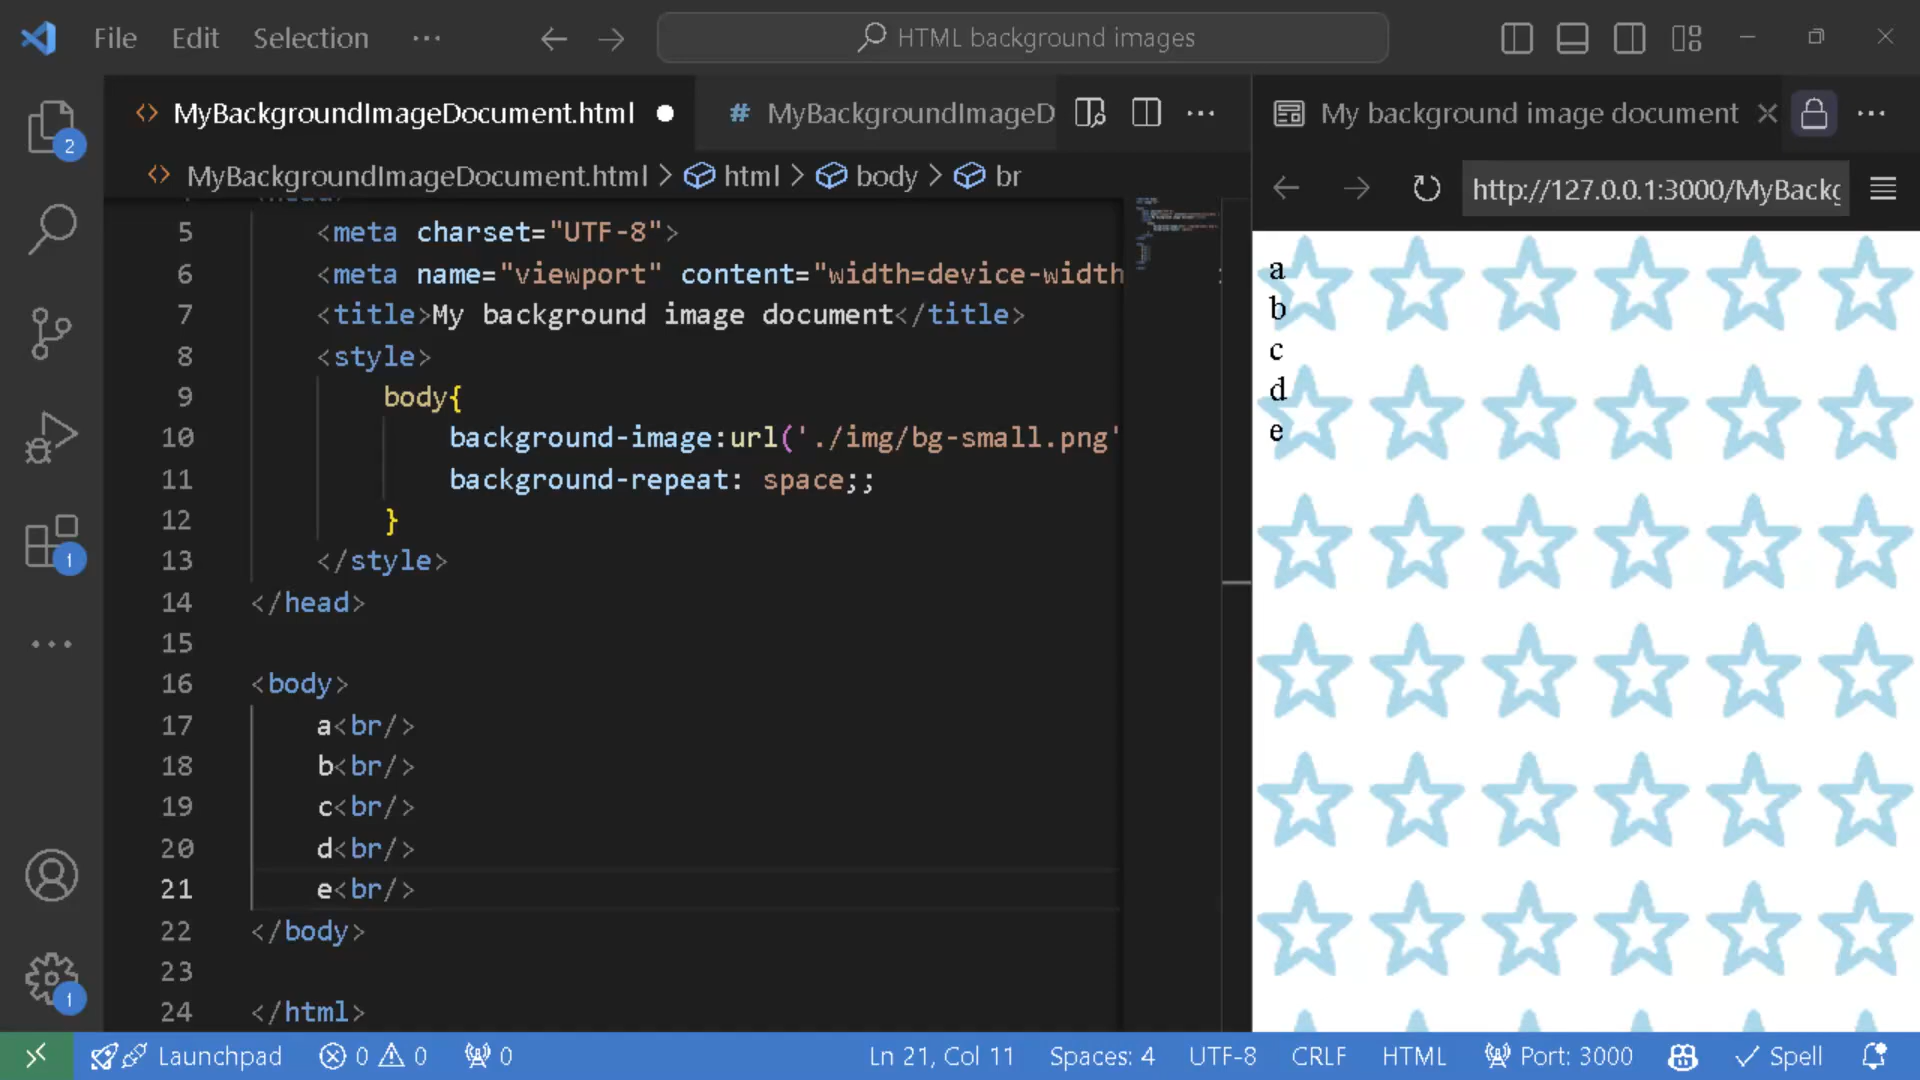 File Edit Selection ··· HTML background images
MyBackgroundImageDocument.html # MyBackgroundImageD ··· My background image document ···
MyBackgroundImageDocument.html > html > body > br
http://127.0.0.1:3000/MyBackg
5 <meta charset="UTF-8">
6 <meta name="viewport" content="width=device-width
7 <title>My background image document</title>
8 <style>
9 body{
10 background-image:url('./img/bg-small.png'
11 background-repeat: space;;
12 }
13 </style>
14 </head>
15
16 <body>
17 a<br/>
18 b<br/>
19 c<br/>
20 d<br/>
21 e<br/>
22 </body>
23
24 </html>
2
1
1
a
b
c
d
e
Launchpad 0 0 0 Ln 21, Col 11 Spaces: 4 UTF-8 CRLF HTML Port: 3000 Spell